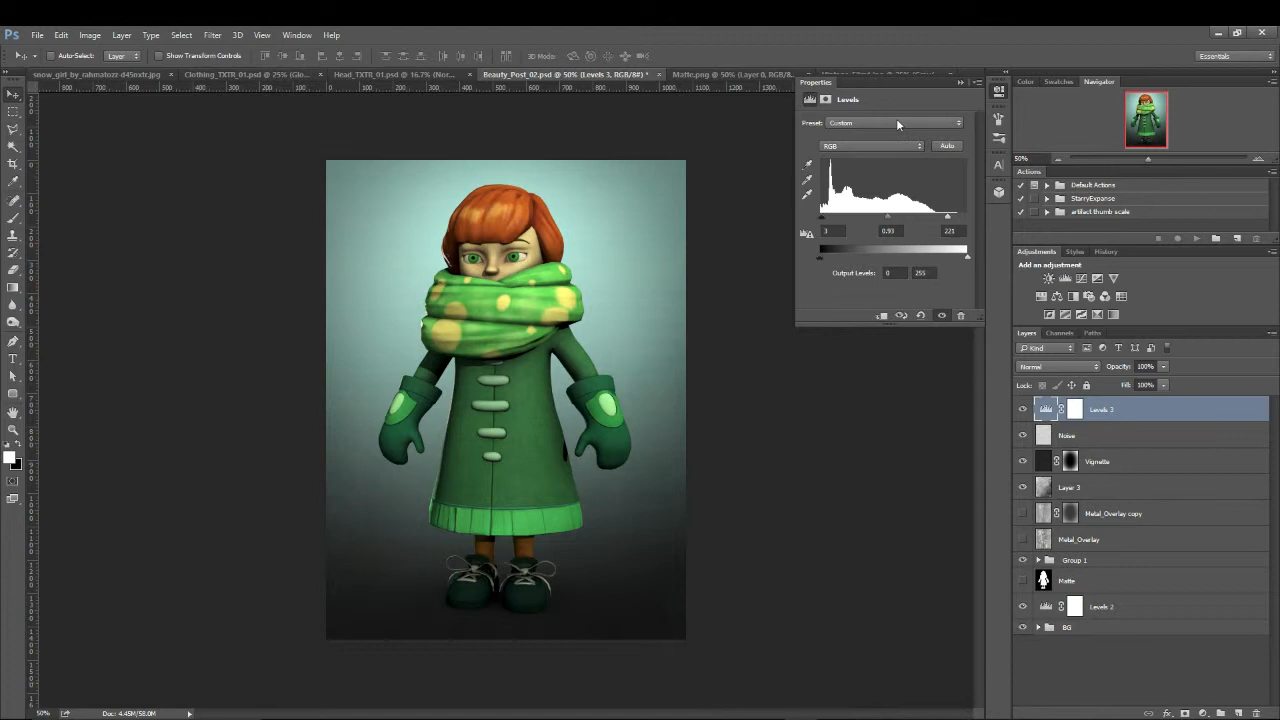 Ps File Edit Image Layer Type Select Filter 3D View Window Help
Auto-Select: Layer Show Transform Controls 3D Mode: Essentials
snow_girl_by_rahmatozz-d45nxtr.jpg Clothing_TXTR_01.psd @ 25% (Glo... Head_TXTR_01.psd @ 16.7% (Nor... Beauty_Post_02.psd @ 50% (Levels 3, RGB/8#) * Matte.png @ 50% (Layer 0, RGB/8...
Properties
Levels
Preset: Custom
RGB Auto
3 0.93 221
Output Levels: 0 255
Color Swatches Navigator
50%
Actions
Default Actions
StarryExpanse
artifact thumb scale
Adjustments Styles History
Add an adjustment
Layers Channels Paths
Kind
Normal Opacity: 100%
Lock: Fill: 100%
Levels 3
Noise
Vignette
Layer 3
Metal_Overlay copy
Metal_Overlay
Group 1
Matte
Levels 2
BG
50% Doc: 4.45M/58.0M